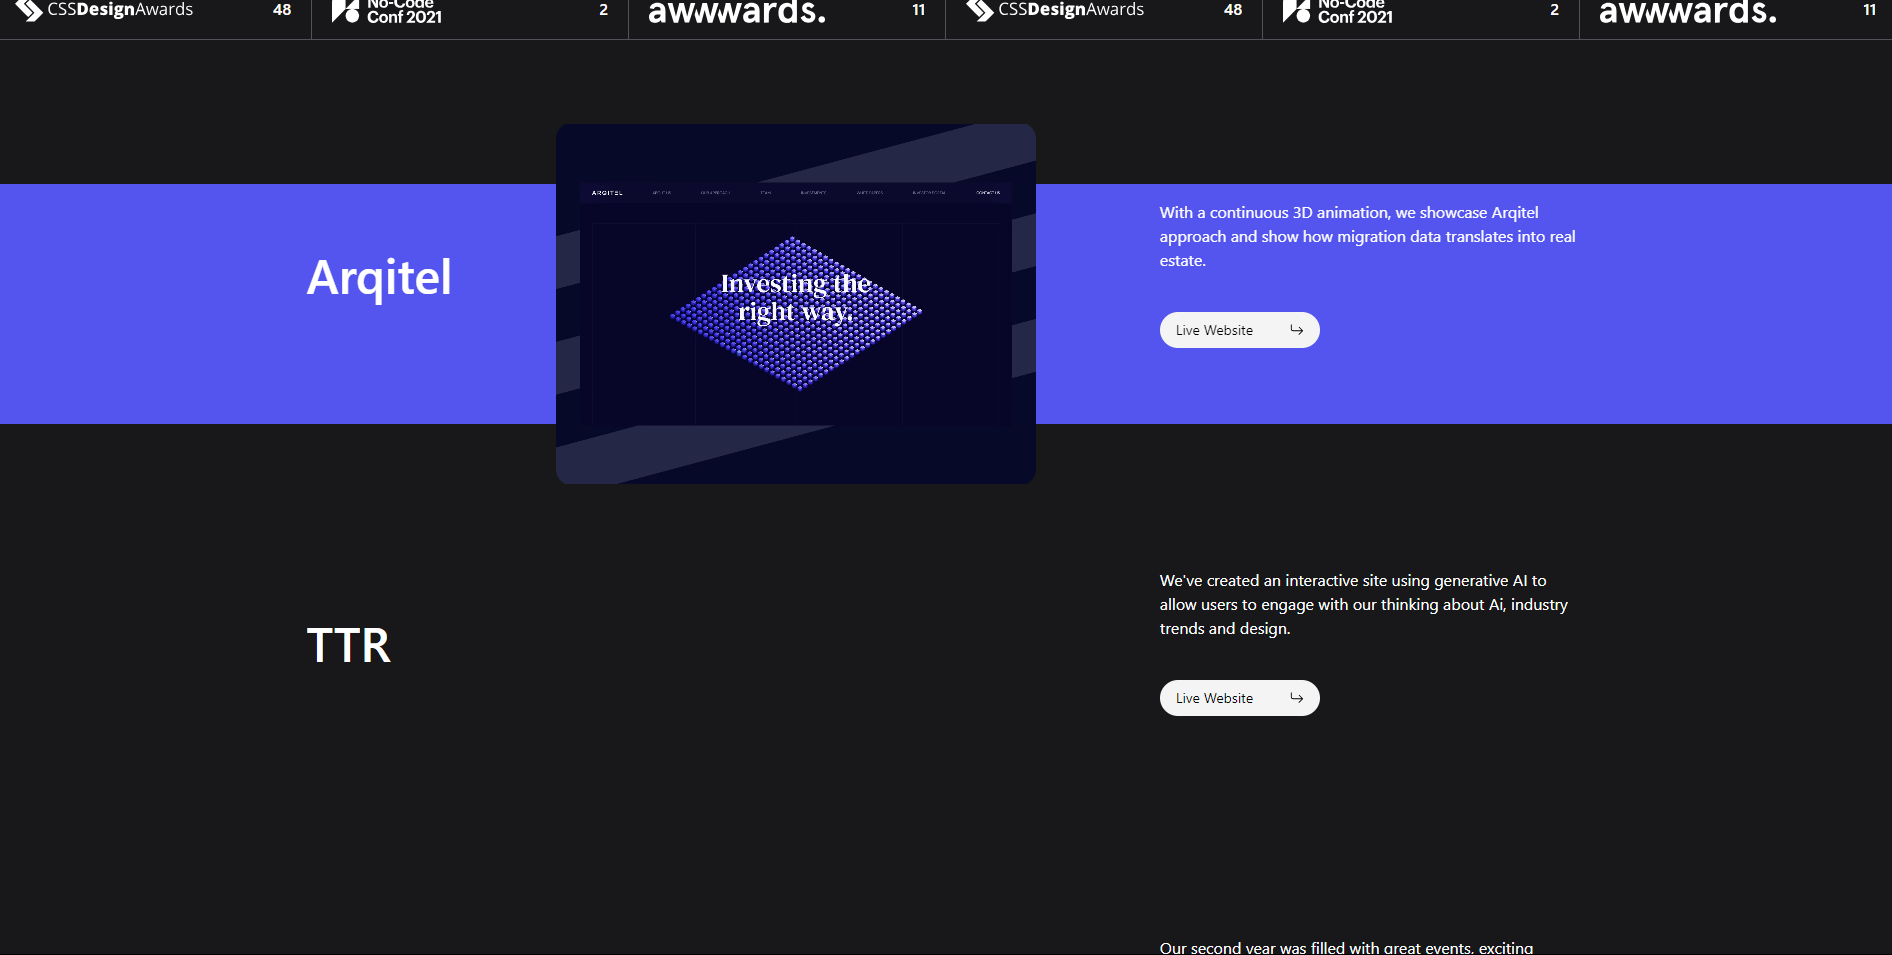 CSSDesignAwards 48
No-Code
Conf 2021 2
awwwards. 11
CSSDesignAwards 48
No-Code
Conf 2021 2
awwwards. 11
Arqitel
ARQITEL
CONTACT US
Investing the
right way.
With a continuous 3D animation, we showcase Arqitel
approach and show how migration data translates into real
estate.
Live Website
TTR
We've created an interactive site using generative AI to
allow users to engage with our thinking about Ai, industry
trends and design.
Live Website
Our second year was filled with great events, exciting